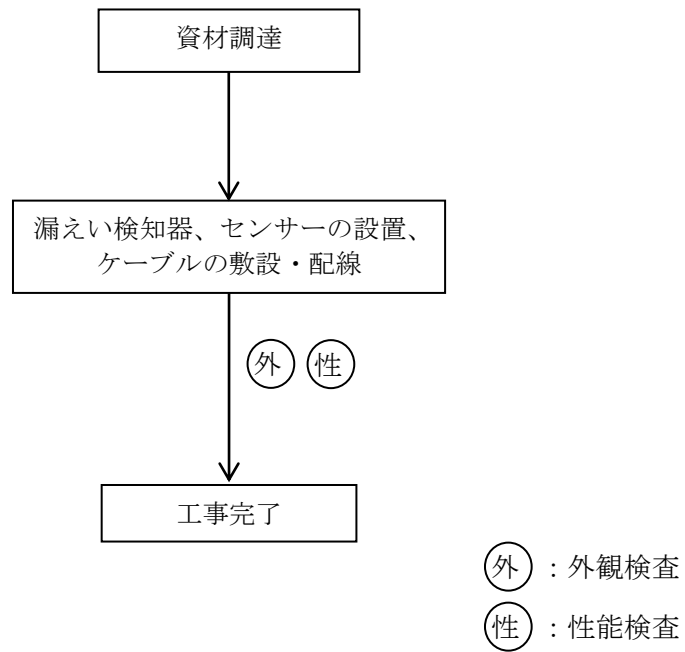 資材調達
漏えい検知器、センサーの設置、
ケーブルの敷設・配線
外 性
工事完了
外 : 外観検査
性 : 性能検査